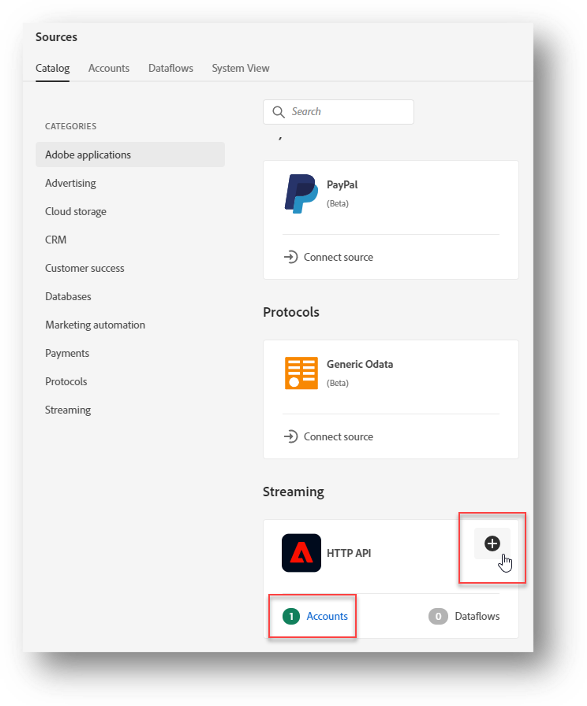 Sources
Catalog Accounts Dataflows System View
Search
CATEGORIES
Adobe applications
Advertising
Cloud storage
CRM
Customer success
Databases
Marketing automation
Payments
Protocols
Streaming
PayPal
(Beta)
Connect source
Protocols
Generic Odata
(Beta)
Connect source
Streaming
HTTP API
1 Accounts
0 Dataflows